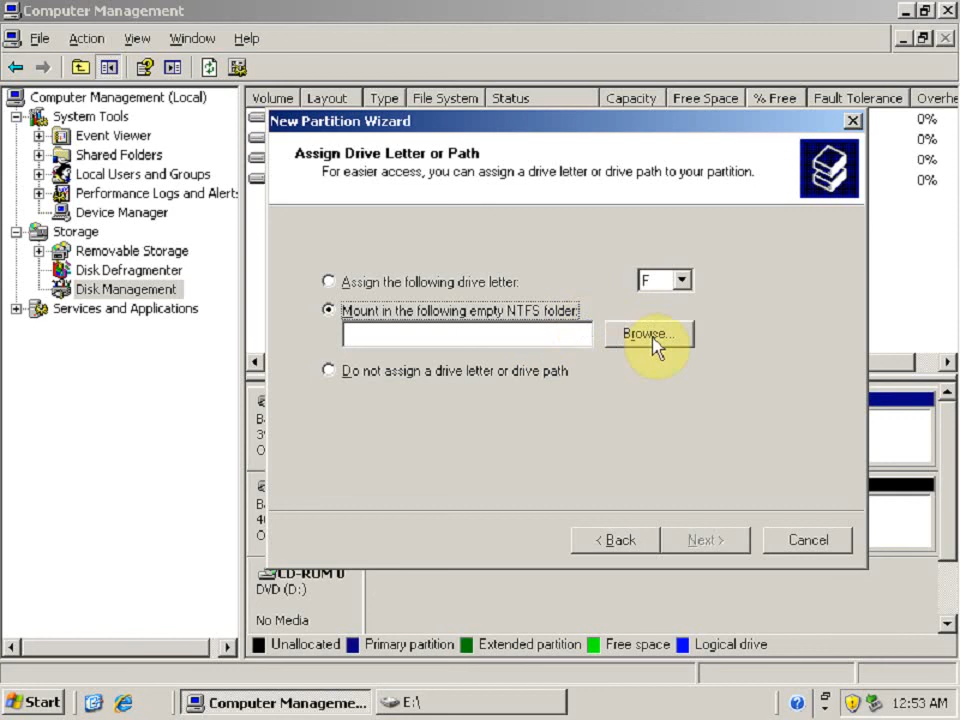 Computer Management
File Action View Window Help
Computer Management (Local)
System Tools
Event Viewer
Shared Folders
Local Users and Groups
Performance Logs and Alert:
Device Manager
Storage
Removable Storage
Disk Defragmenter
Disk Management
Services and Applications
Volume Layout Type File System Status Capacity Free Space % Free Fault Tolerance Overhe
0%
0%
0%
0%
New Partition Wizard
Assign Drive Letter or Path
For easier access, you can assign a drive letter or drive path to your partition.
Assign the following drive letter: F
Mount in the following empty NTFS folder:
Browse...
Do not assign a drive letter or drive path
< Back Next > Cancel
CD-ROM 0
DVD (D:)
No Media
Unallocated Primary partition Extended partition Free space Logical drive
Start Computer Manageme... E:\ 12:53 AM